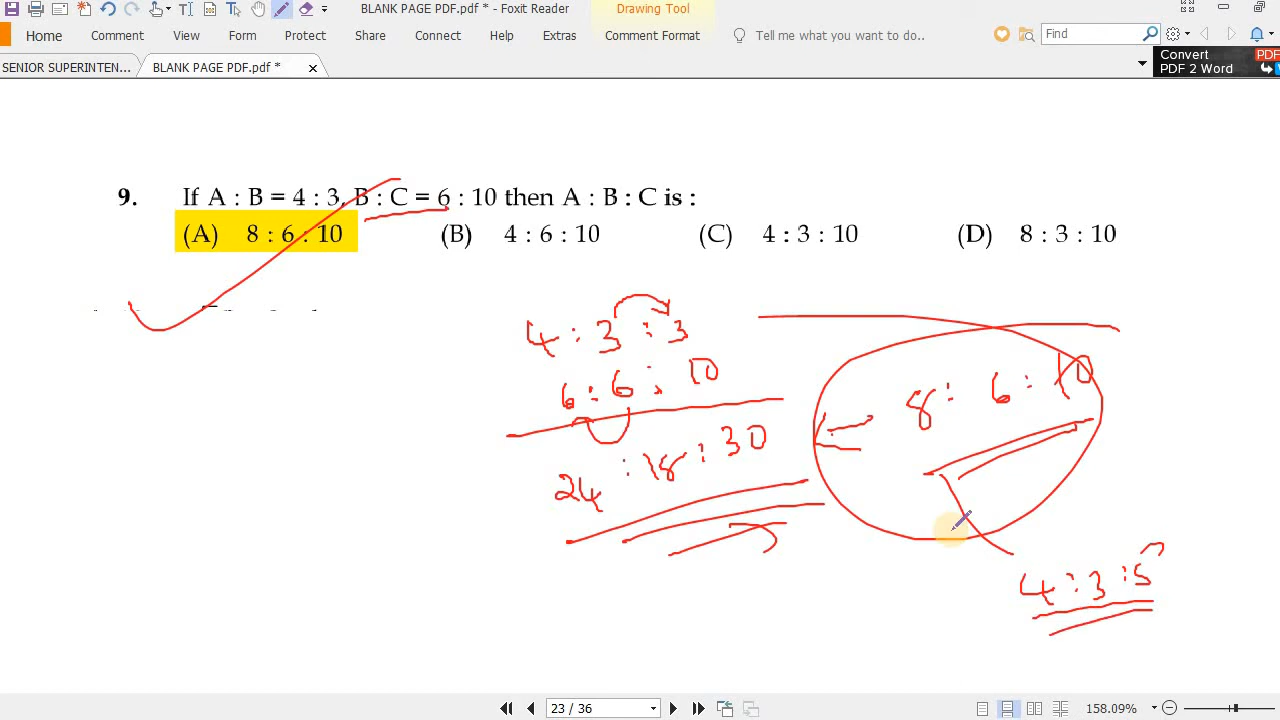 BLANK PAGE PDF.pdf * - Foxit Reader
Drawing Tool
Home Comment View Form Protect Share Connect Help Extras Comment Format Tell me what you want to do.. Find
SENIOR SUPERINTEN... BLANK PAGE PDF.pdf * x
Convert PDF
PDF 2 Word
9. If A : B = 4 : 3, B : C = 6 : 10 then A : B : C is :
(A) 8 : 6 : 10 (B) 4 : 6 : 10 (C) 4 : 3 : 10 (D) 8 : 3 : 10
4 : 3 : 3
6 : 6 : 10
24 : 18 : 30
8 : 6 : 10
4 : 3 : 5
23 / 36
158.09%